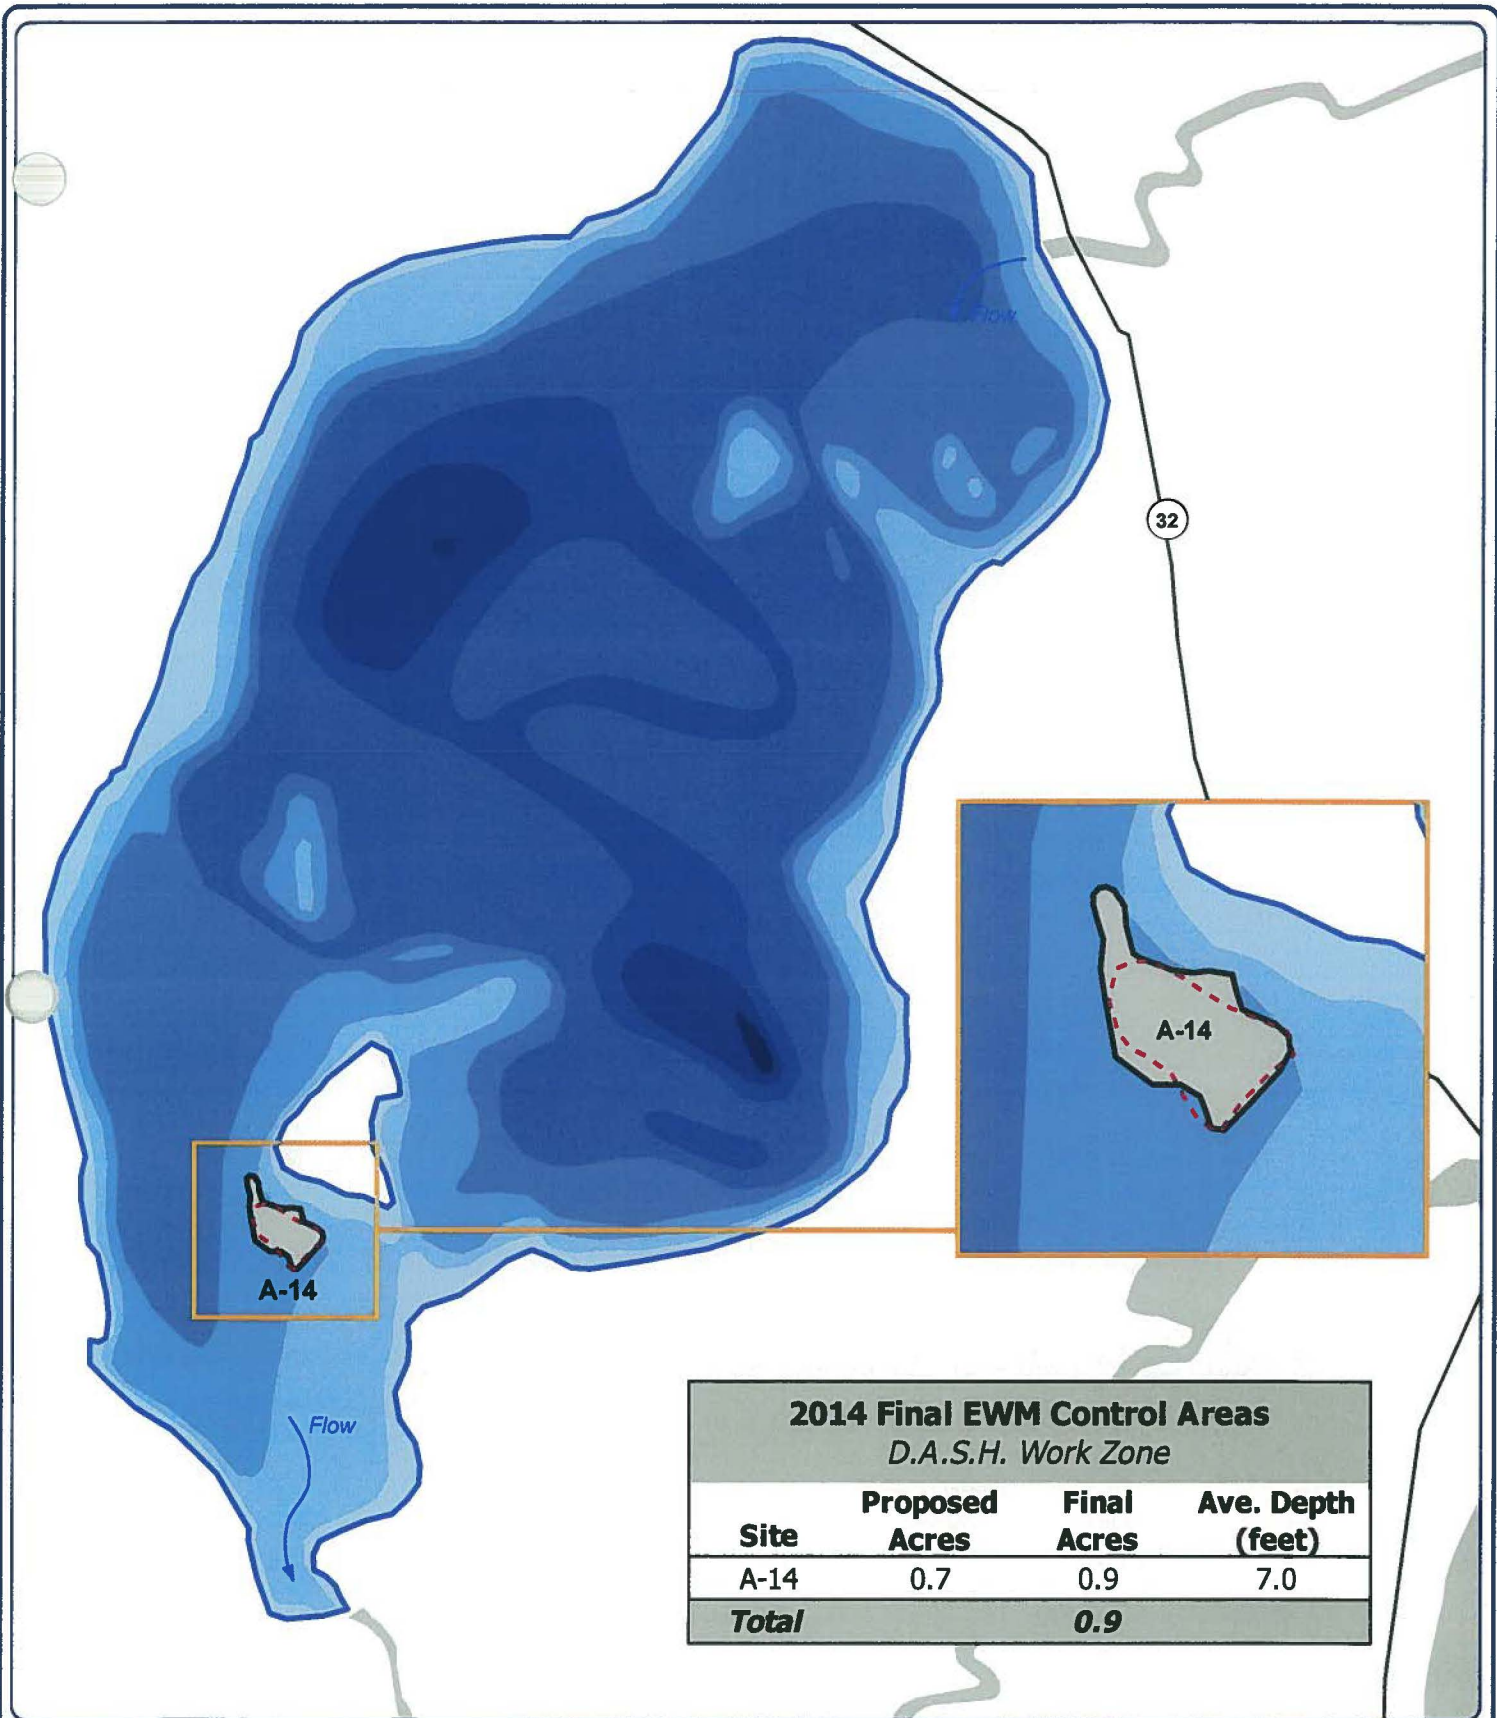 Flow
32
A-14
A-14
Flow
2014 Final EWM Control Areas
D.A.S.H. Work Zone
Site Proposed Acres Final Acres Ave. Depth (feet)
A-14 0.7 0.9 7.0
Total 0.9